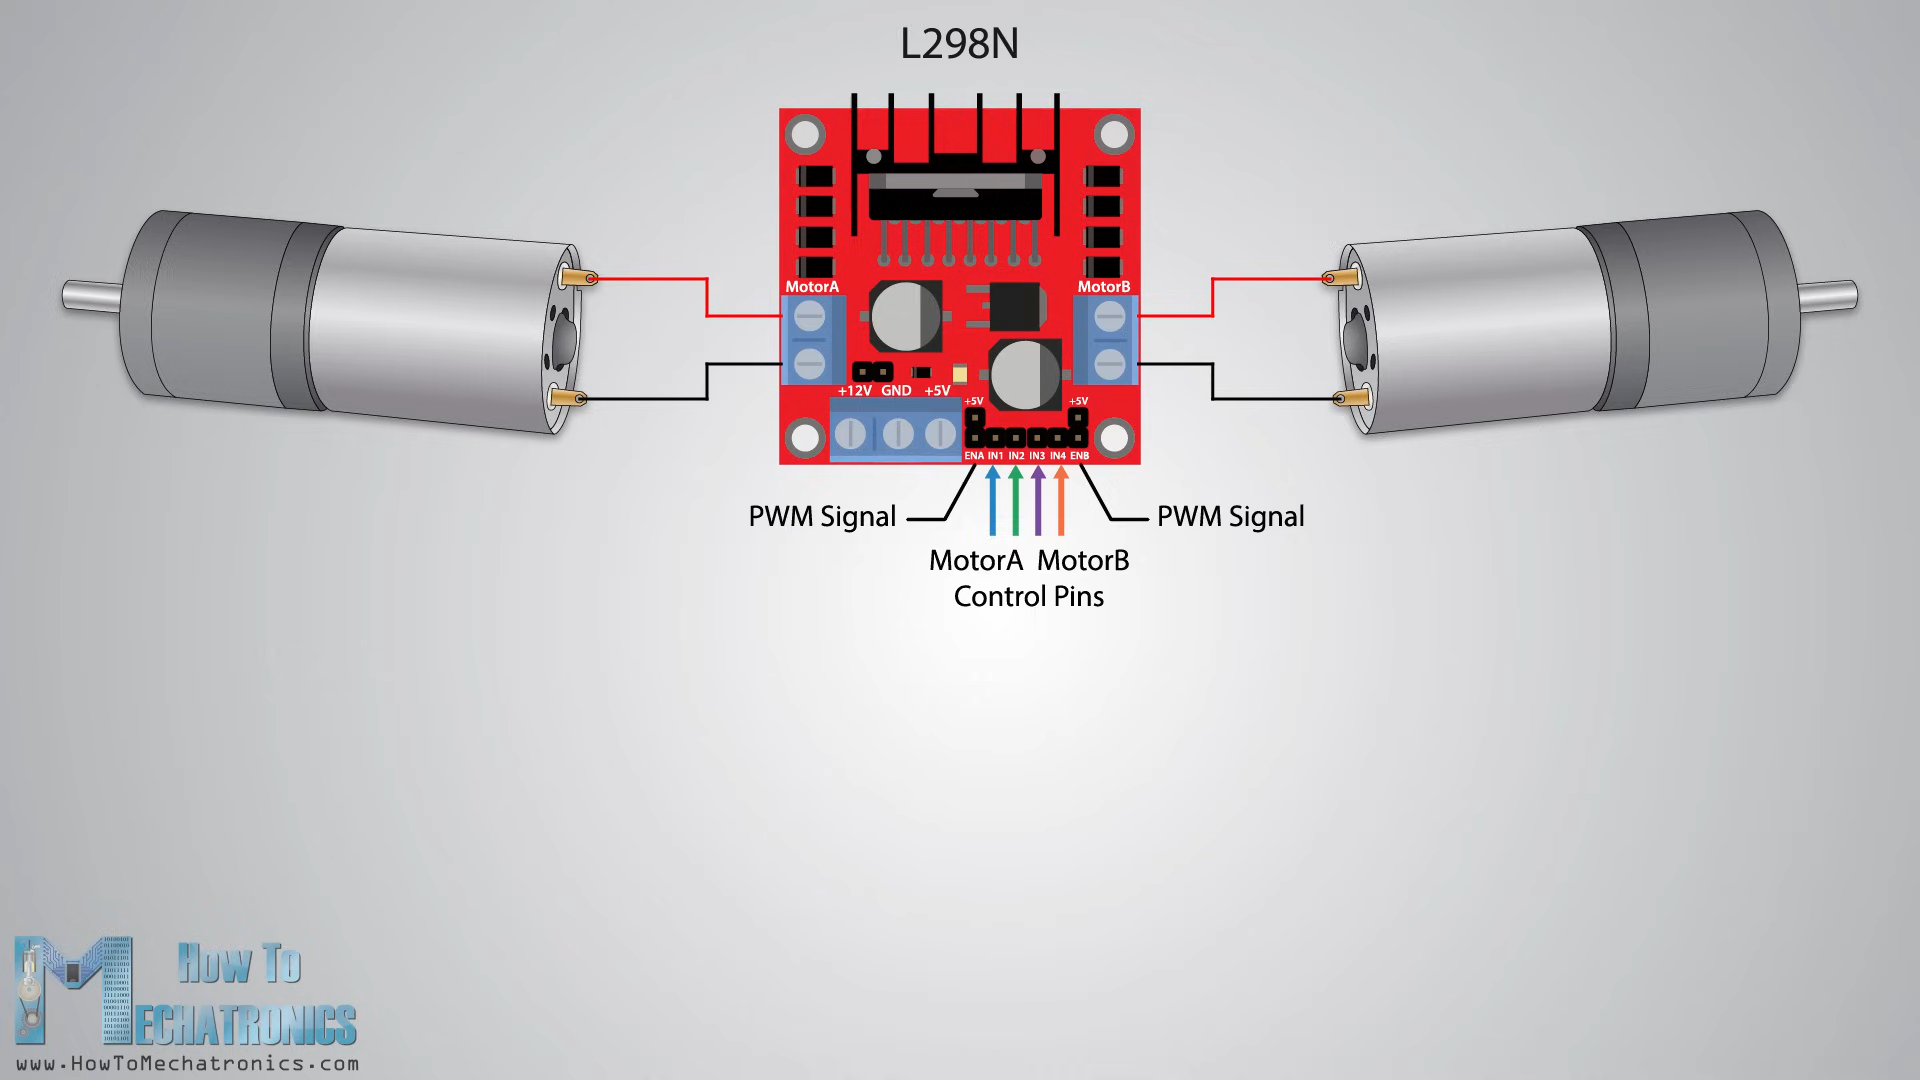 L298N
MotorA
MotorB
+12V GND +5V
+5V
+5V
ENA IN1 IN2 IN3 IN4 ENB
PWM Signal
PWM Signal
MotorA MotorB
Control Pins
How To
MECHATRONICS
www.HowToMechatronics.com